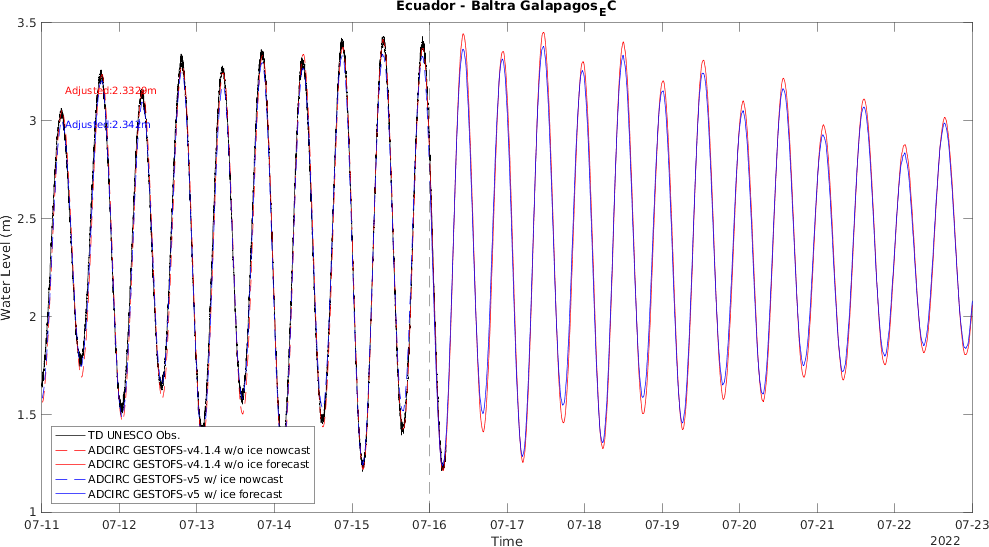 Ecuador - Baltra Galapagos_EC
3.5
3
2.5
2
1.5
1
Water Level (m)
Adjusted:2.3329m
Adjusted:2.342m
TD UNESCO Obs.
ADCIRC GESTOFS-v4.1.4 w/o ice nowcast
ADCIRC GESTOFS-v4.1.4 w/o ice forecast
ADCIRC GESTOFS-v5 w/ ice nowcast
ADCIRC GESTOFS-v5 w/ ice forecast
07-11 07-12 07-13 07-14 07-15 07-16 07-17 07-18 07-19 07-20 07-21 07-22 07-23
Time
2022